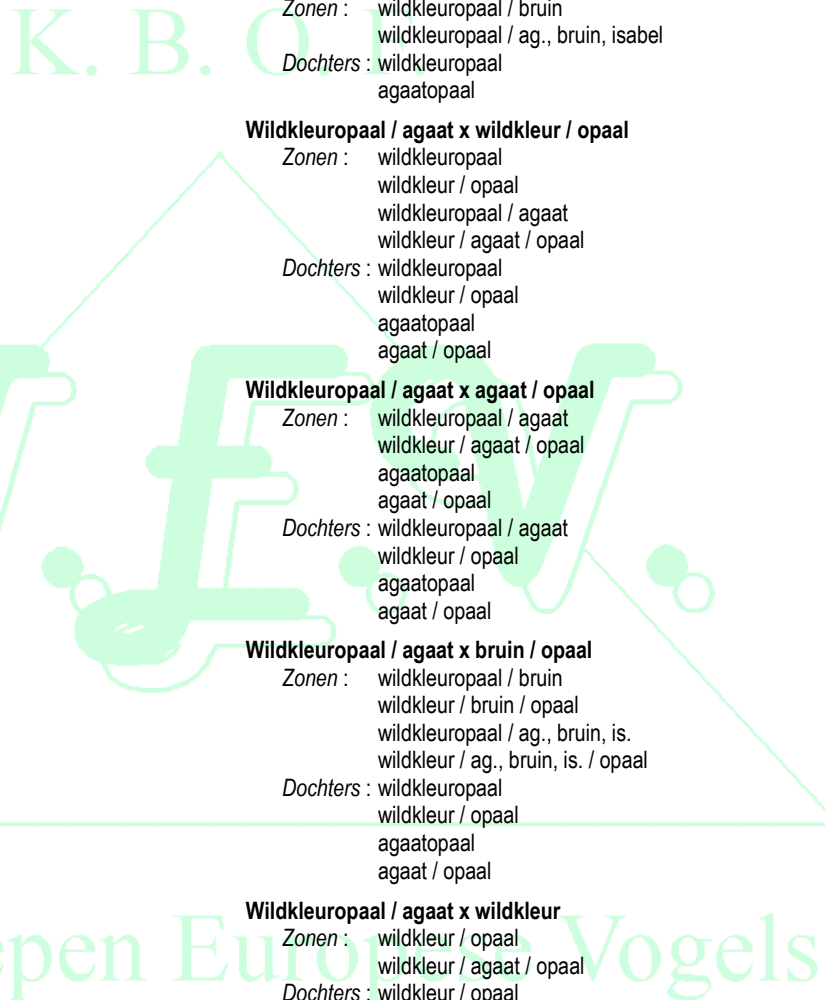 Zonen : wildkleuropaal / bruin
wildkleuropaal / ag., bruin, isabel
K. B. O. F.
Dochters : wildkleuropaal
agaatopaal
Wildkleuropaal / agaat x wildkleur / opaal
Zonen : wildkleuropaal
wildkleur / opaal
wildkleuropaal / agaat
wildkleur / agaat / opaal
Dochters : wildkleuropaal
wildkleur / opaal
agaatopaal
agaat / opaal
Wildkleuropaal / agaat x agaat / opaal
Zonen : wildkleuropaal / agaat
wildkleur / agaat / opaal
agaatopaal
agaat / opaal
Dochters : wildkleuropaal / agaat
wildkleur / opaal
agaatopaal
agaat / opaal
Wildkleuropaal / agaat x bruin / opaal
Zonen : wildkleuropaal / bruin
wildkleur / bruin / opaal
wildkleuropaal / ag., bruin, is.
wildkleur / ag., bruin, is. / opaal
Dochters : wildkleuropaal
wildkleur / opaal
agaatopaal
agaat / opaal
Wildkleuropaal / agaat x wildkleur
Zonen : wildkleur / opaal
epen Europese Vogels
wildkleur / agaat / opaal
Dochters : wildkleur / opaal